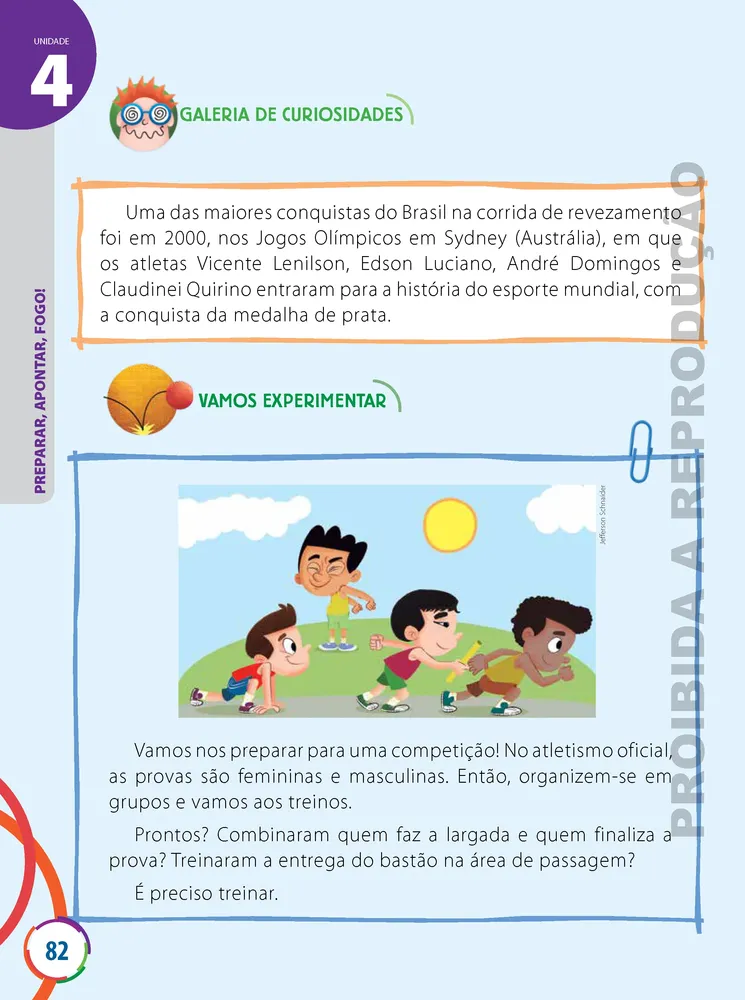 UNIDADE
4
GALERIA DE CURIOSIDADES
Uma das maiores conquistas do Brasil na corrida de revezamento
foi em 2000, nos Jogos Olímpicos em Sydney (Austrália), em que
os atletas Vicente Lenilson, Edson Luciano, André Domingos e
Claudinei Quirino entraram para a história do esporte mundial, com
a conquista da medalha de prata.
PREPARAR, APONTAR, FOGO!
VAMOS EXPERIMENTAR
Jefferson Schnaider
Vamos nos preparar para uma competição! No atletismo oficial,
as provas são femininas e masculinas. Então, organizem-se em
grupos e vamos aos treinos.
Prontos? Combinaram quem faz a largada e quem finaliza a
prova? Treinaram a entrega do bastão na área de passagem?
É preciso treinar.
82
PROIBIDA A REPRODUÇÃO